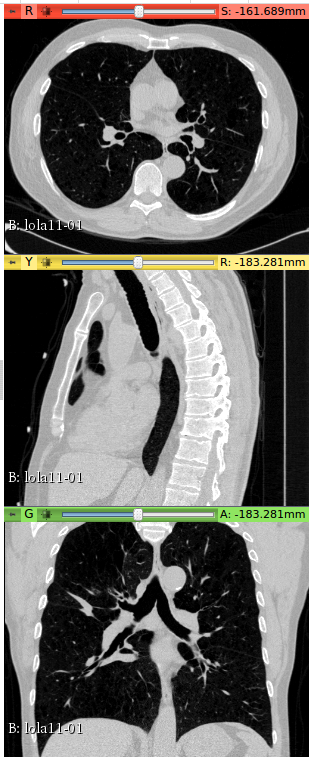 R S: -161.689mm
B: lola11-01
Y R: -183.281mm
B: lola11-01
G A: -183.281mm
B: lola11-01